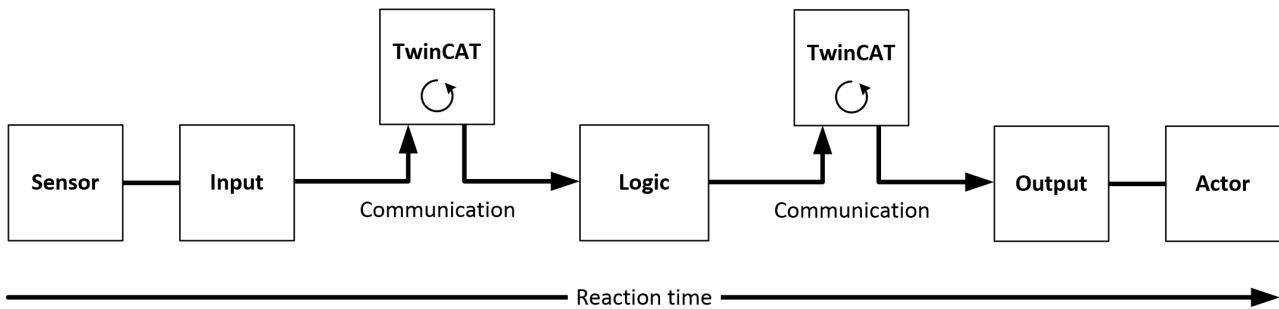 TwinCAT
TwinCAT
Sensor
Input
Logic
Output
Actor
Communication
Communication
Reaction time